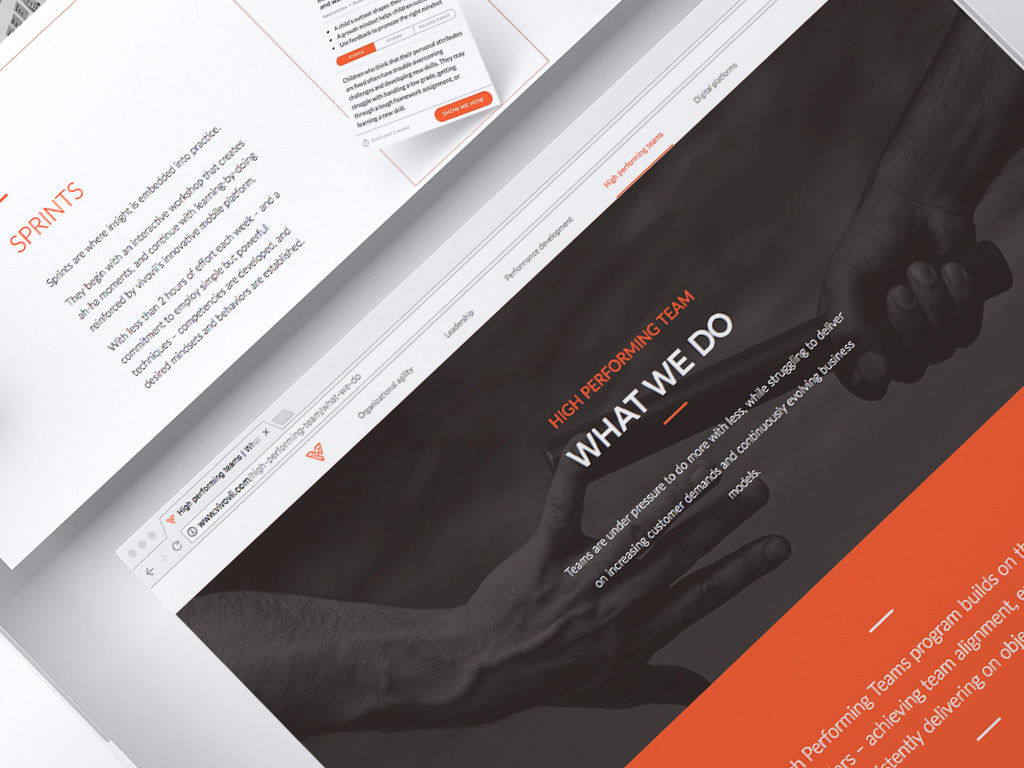 A child's outlook shapes their
A growth mindset helps children
Use feedback to promote the right mindset
SCIENCE
RELATED CARDS
Children who think that their personal attributes
are fixed often have trouble overcoming
challenges and developing new skills. They may
struggle with handling a low grade, getting
through a tough homework assignment, or
learning a new skill.
SHOW ME HOW
SPRINTS
Sprints are where insight is embedded into practice.
They begin with an interactive workshop that creates
ah-ha moments, and continue with learning-by-doing
reinforced by vivovii's innovative mobile platform.
With less than 2 hours of effort each week – and a
commitment to employ simple but powerful
techniques – competencies are developed, and
desired mindsets and behaviors are established.
High performing teams | What
www.vivovii.com/high-performing-team/what-we-do
Organizational agility
Leadership
Performance development
High performing teams
Digital platforms
HIGH PERFORMING TEAM
WHAT WE DO
Teams are under pressure to do more with less, while struggling to deliver
on increasing customer demands and continuously evolving business
models.
h Performing Teams program builds on th
ers – achieving team alignment, e
istently delivering on obje